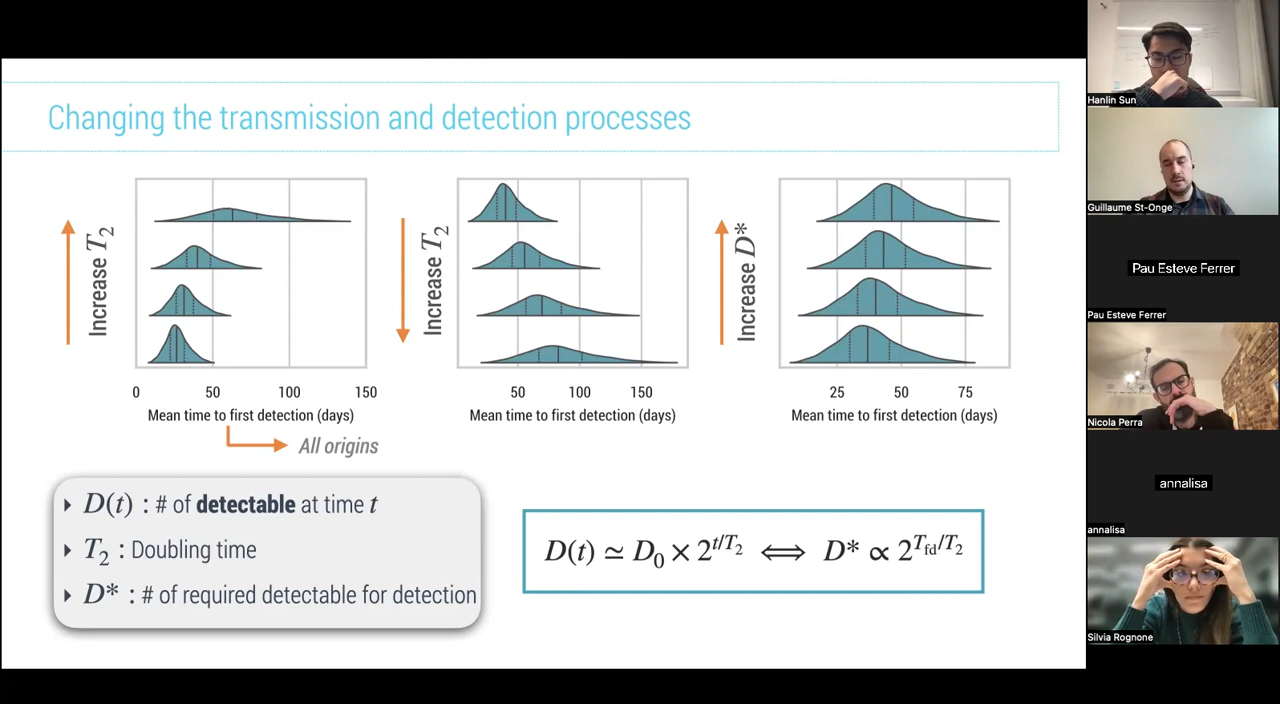 Changing the transmission and detection processes
Increase T₂
0 50 100 150
Mean time to first detection (days)
All origins
Increase T₂
50 100 150
Mean time to first detection (days)
Increase D*
25 50 75
Mean time to first detection (days)
D(t) : # of detectable at time t
T₂ : Doubling time
D* : # of required detectable for detection
D(t) ≃ D₀ × 2^{t/T₂} ⟺ D* ∝ 2^{T_fd/T₂}
Hanlin Sun
Guillaume St-Onge
Pau Esteve Ferrer
Pau Esteve Ferrer
Nicola Perra
annalisa
annalisa
Silvia Rognone